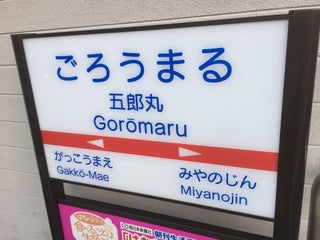 ごろうまる
五郎丸
Gorōmaru
がっこうまえ
Gakkō-Mae
みやのじん
Miyanojin